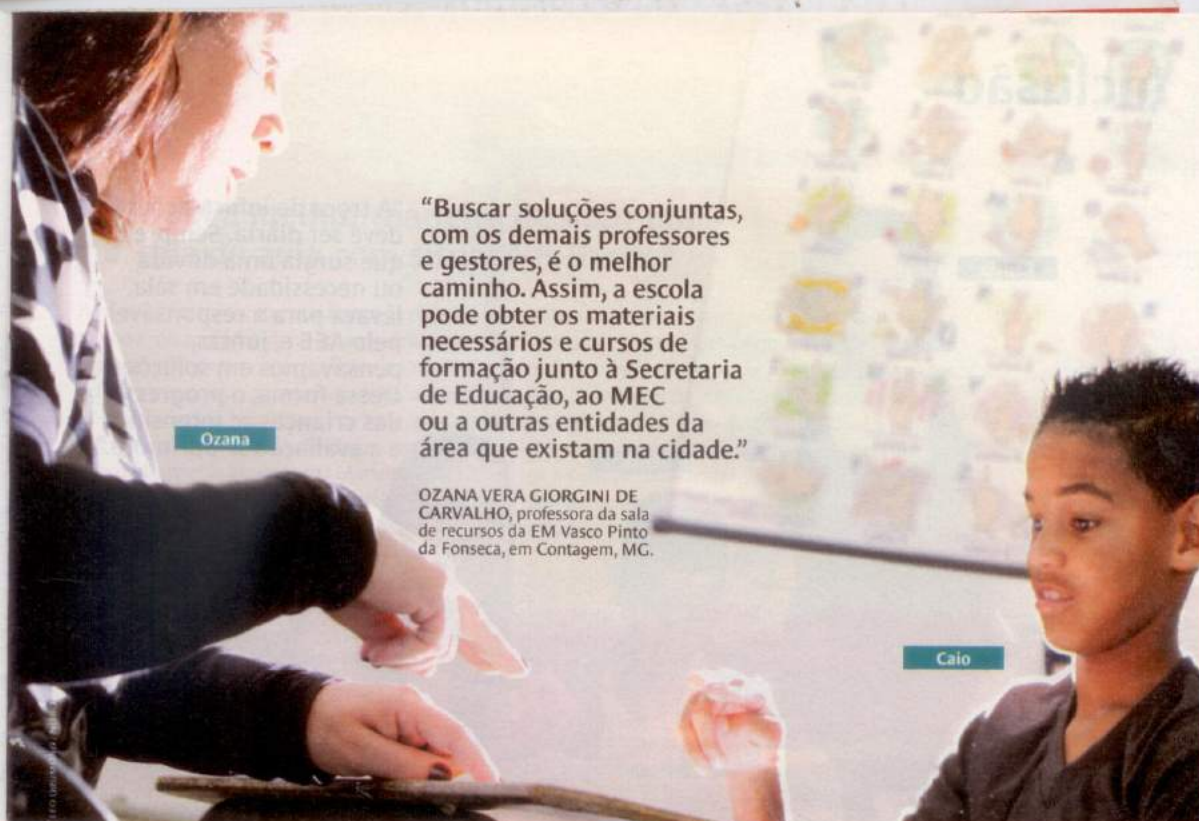 “Buscar soluções conjuntas,
com os demais professores
e gestores, é o melhor
caminho. Assim, a escola
pode obter os materiais
necessários e cursos de
formação junto à Secretaria
de Educação, ao MEC
ou a outras entidades da
área que existam na cidade.”
OZANA VERA GIORGINI DE
CARVALHO, professora da sala
de recursos da EM Vasco Pinto
da Fonseca, em Contagem, MG.
Ozana
Caio